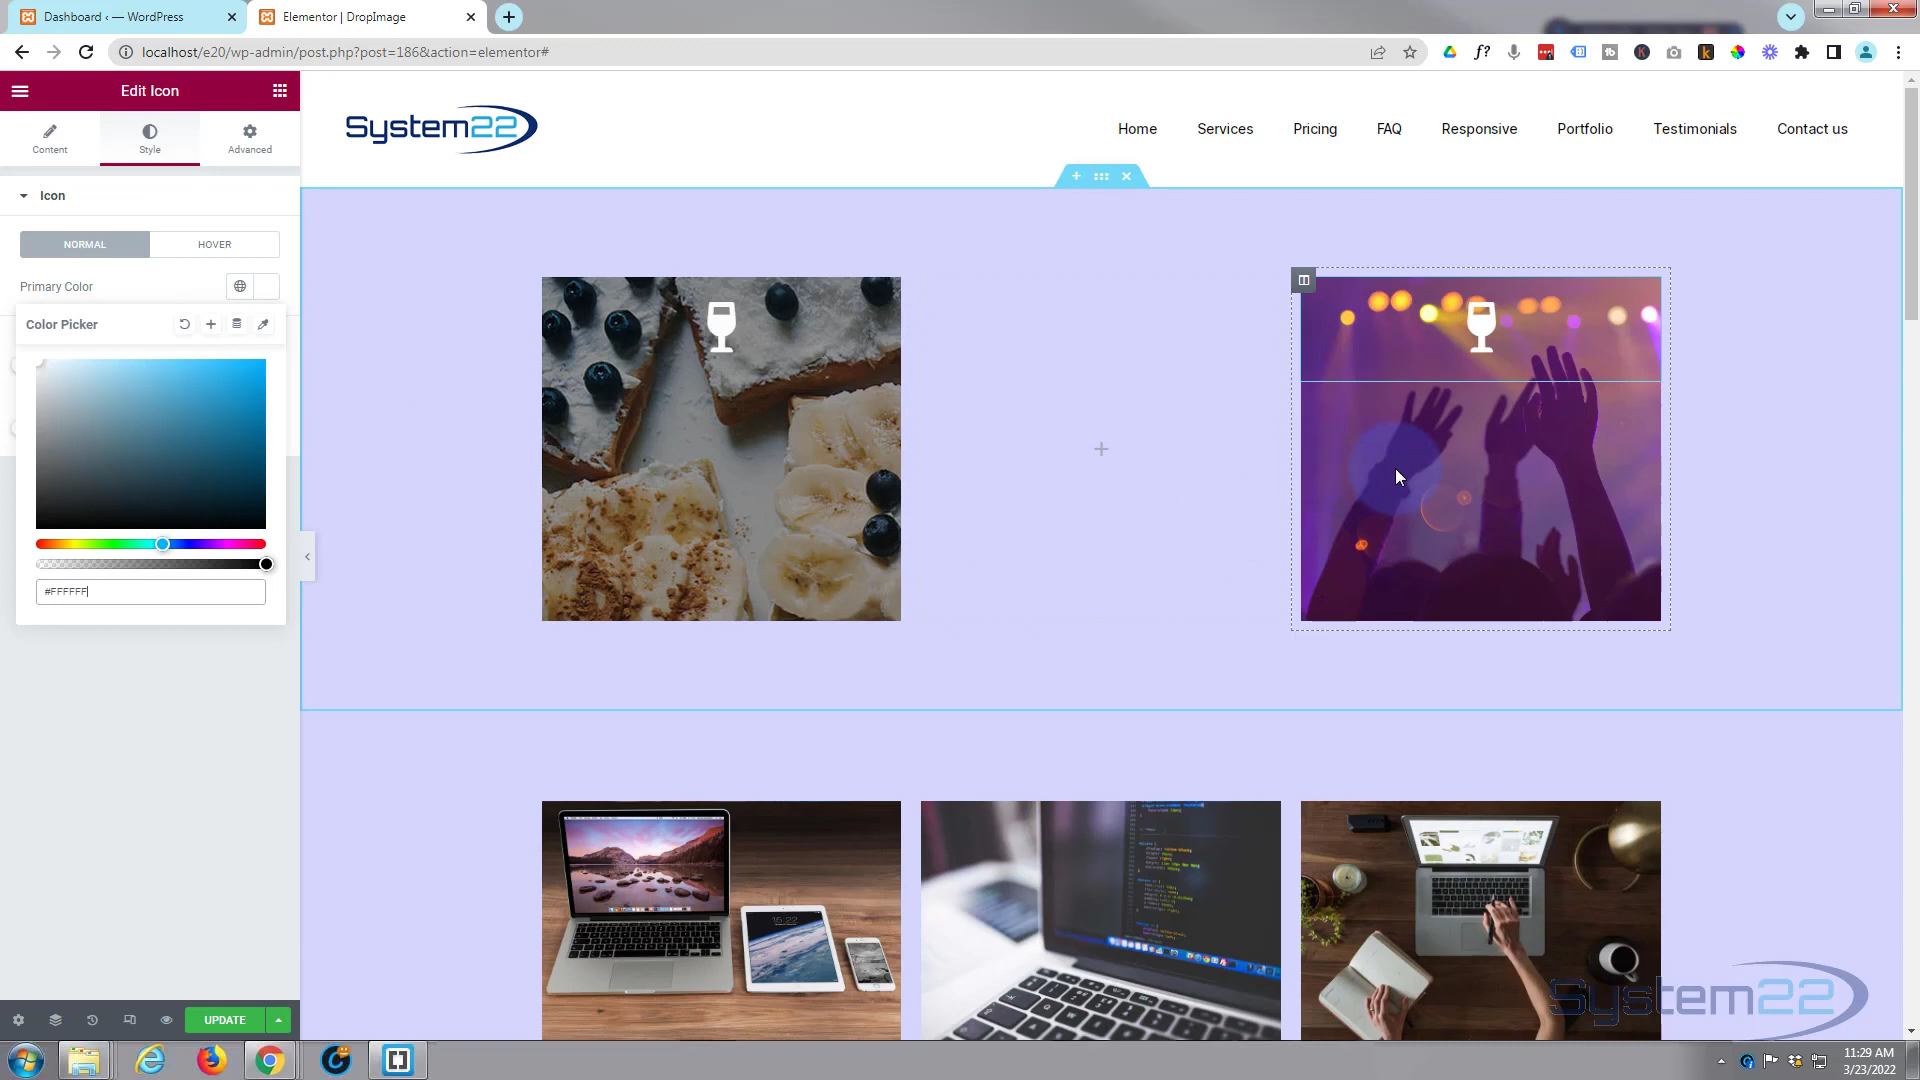 Dashboard ‹ — WordPress
Elementor | DropImage
localhost/e20/wp-admin/post.php?post=186&action=elementor#
Edit Icon
Content
Style
Advanced
Icon
NORMAL
HOVER
Primary Color
Color Picker
#FFFFFF
UPDATE
System22
Home
Services
Pricing
FAQ
Responsive
Portfolio
Testimonials
Contact us
15:22
System22
11:29 AM
3/23/2022